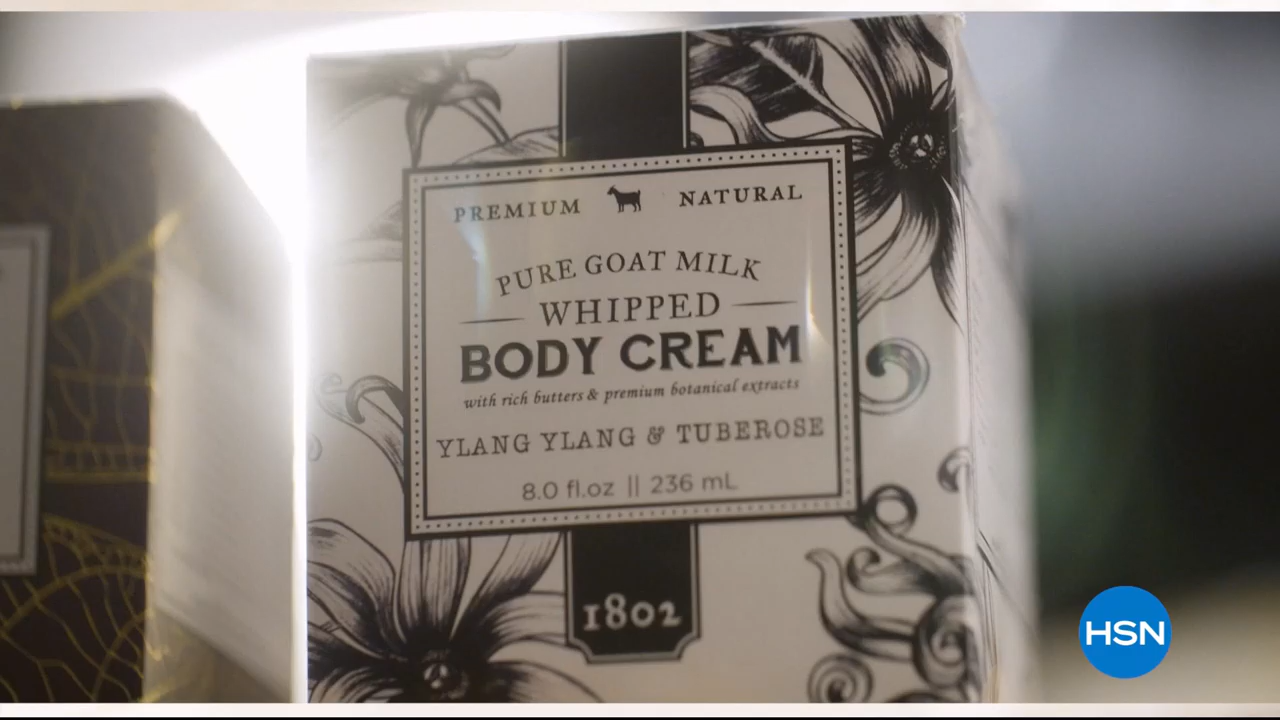 PREMIUM NATURAL
PURE GOAT MILK
WHIPPED
BODY CREAM
with rich butters & premium botanical extracts
YLANG YLANG & TUBEROSE
8.0 fl.oz || 236 mL
1802
HSN